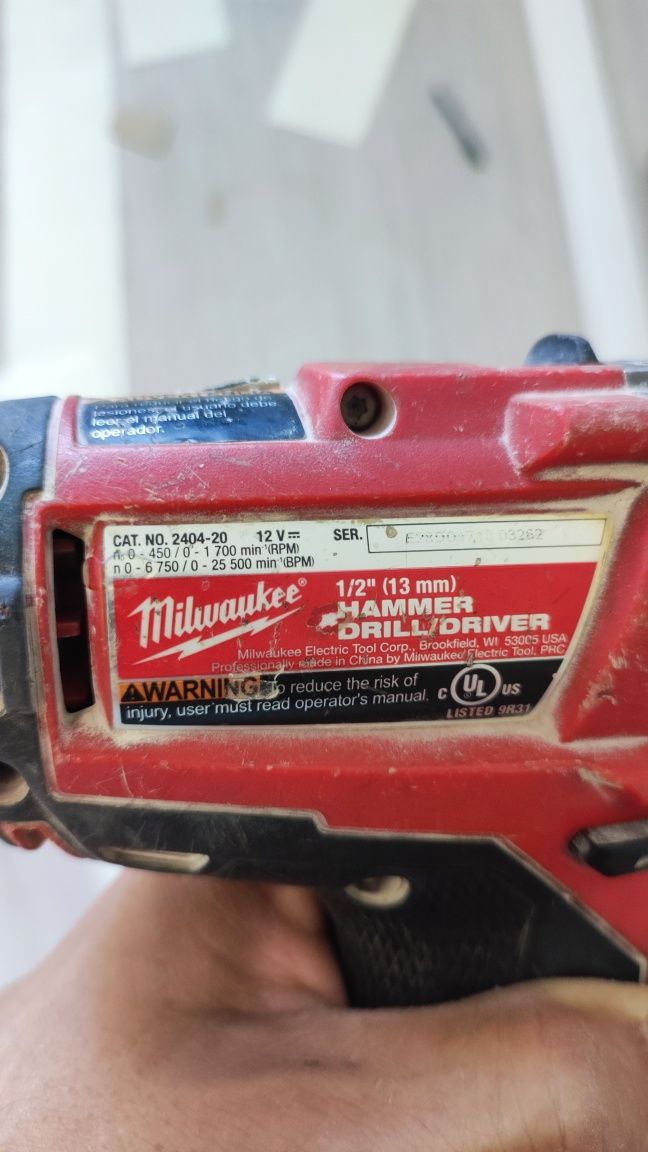 lesiones, el usuario debe
leer el manual del
operador.
CAT. NO. 2404-20 12 V SER.
n 0 - 450 / 0 - 1 700 min⁻¹(RPM)
n 0 - 6 750 / 0 - 25 500 min⁻¹(BPM)
Milwaukee®
1/2" (13 mm)
HAMMER
DRILL/DRIVER
Milwaukee Electric Tool Corp., Brookfield, WI 53005 USA
Professionally made in China by Milwaukee Electric Tool, PRC
WARNING To reduce the risk of
injury, user must read operator's manual.
C UL US
LISTED 9R31